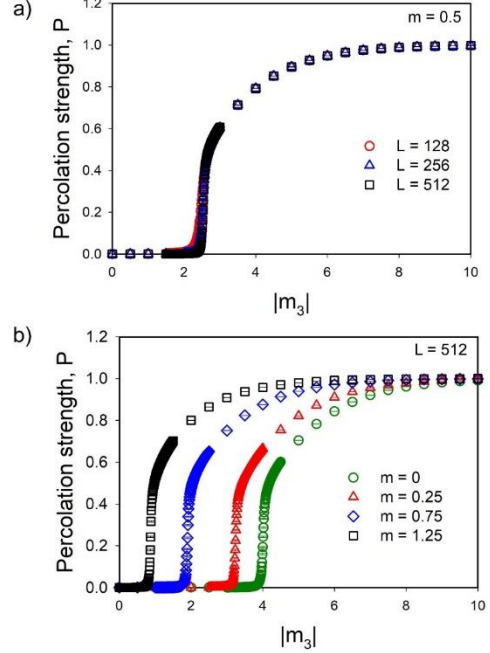 a)
m = 0.5
Percolation strength, P
1.2
1.0
0.8
0.6
0.4
0.2
0.0
L = 128
L = 256
L = 512
0 2 4 6 8 10
|m₃|
b)
L = 512
Percolation strength, P
1.2
1.0
0.8
0.6
0.4
0.2
0.0
m = 0
m = 0.25
m = 0.75
m = 1.25
0 2 4 6 8 10
|m₃|